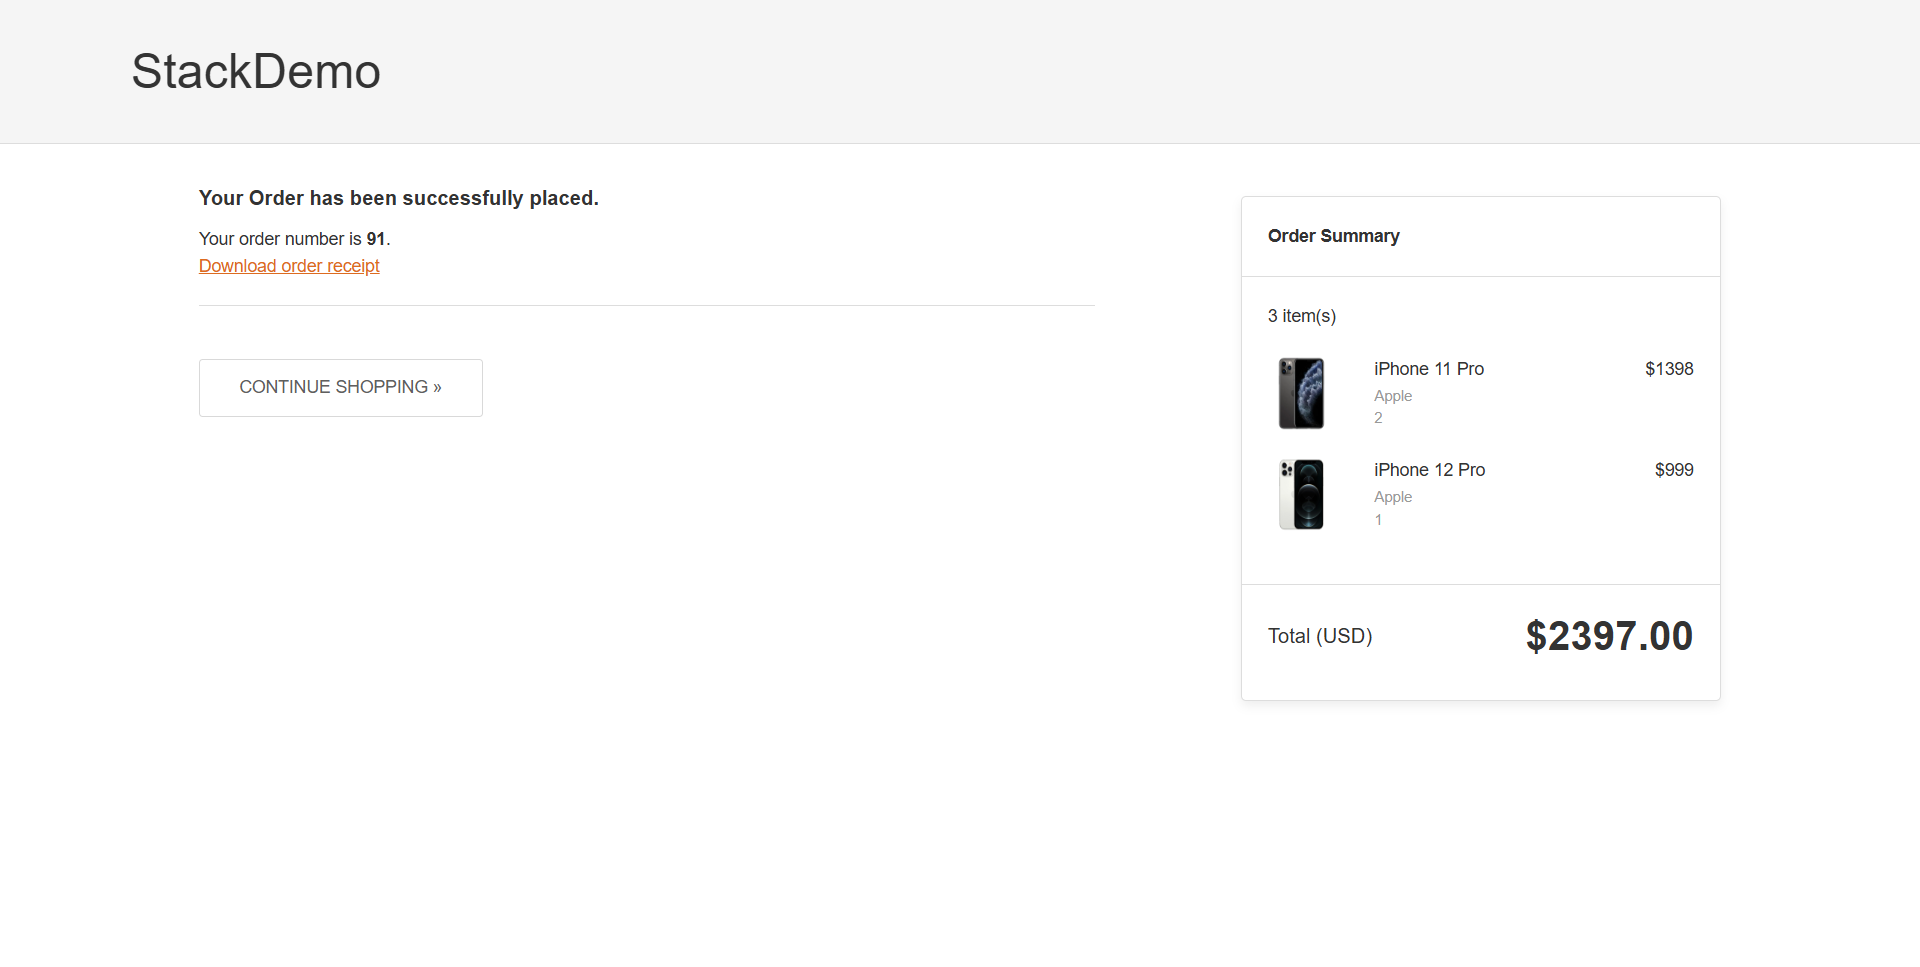 StackDemo
Your Order has been successfully placed.
Your order number is 91.
Download order receipt
CONTINUE SHOPPING »
Order Summary
3 item(s)
iPhone 11 Pro $1398
Apple
2
iPhone 12 Pro $999
Apple
1
Total (USD) $2397.00